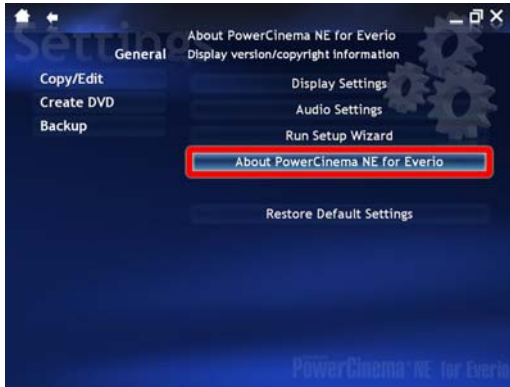 Setting
About PowerCinema NE for Everio
General
Display version/copyright information
Copy/Edit
Display Settings
Create DVD
Audio Settings
Backup
Run Setup Wizard
About PowerCinema NE for Everio
Restore Default Settings
PowerCinema NE for Everio